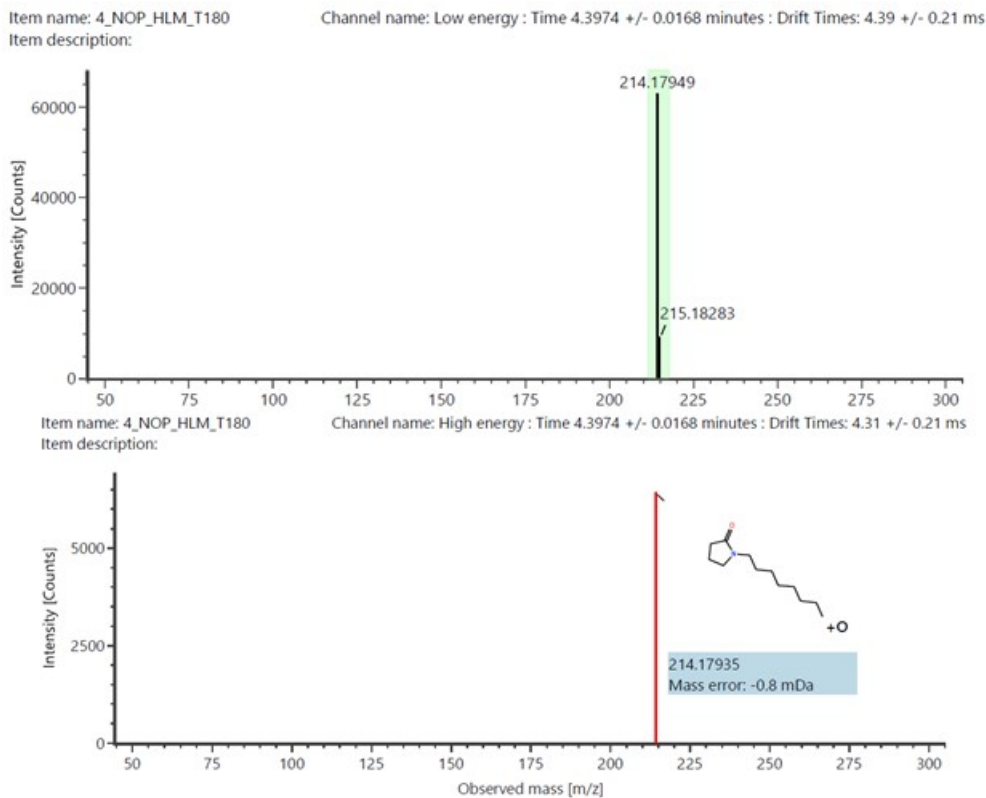 Item name: 4_NOP_HLM_T180 Channel name: Low energy : Time 4.3974 +/- 0.0168 minutes : Drift Times: 4.39 +/- 0.21 ms
Item description:
214.17949
60000
40000
20000
0
215.18283
Intensity [Counts]
50 75 100 125 150 175 200 225 250 275 300
Item name: 4_NOP_HLM_T180 Channel name: High energy : Time 4.3974 +/- 0.0168 minutes : Drift Times: 4.31 +/- 0.21 ms
Item description:
5000
2500
0
Intensity [Counts]
O
N
+O
214.17935
Mass error: -0.8 mDa
50 75 100 125 150 175 200 225 250 275 300
Observed mass [m/z]